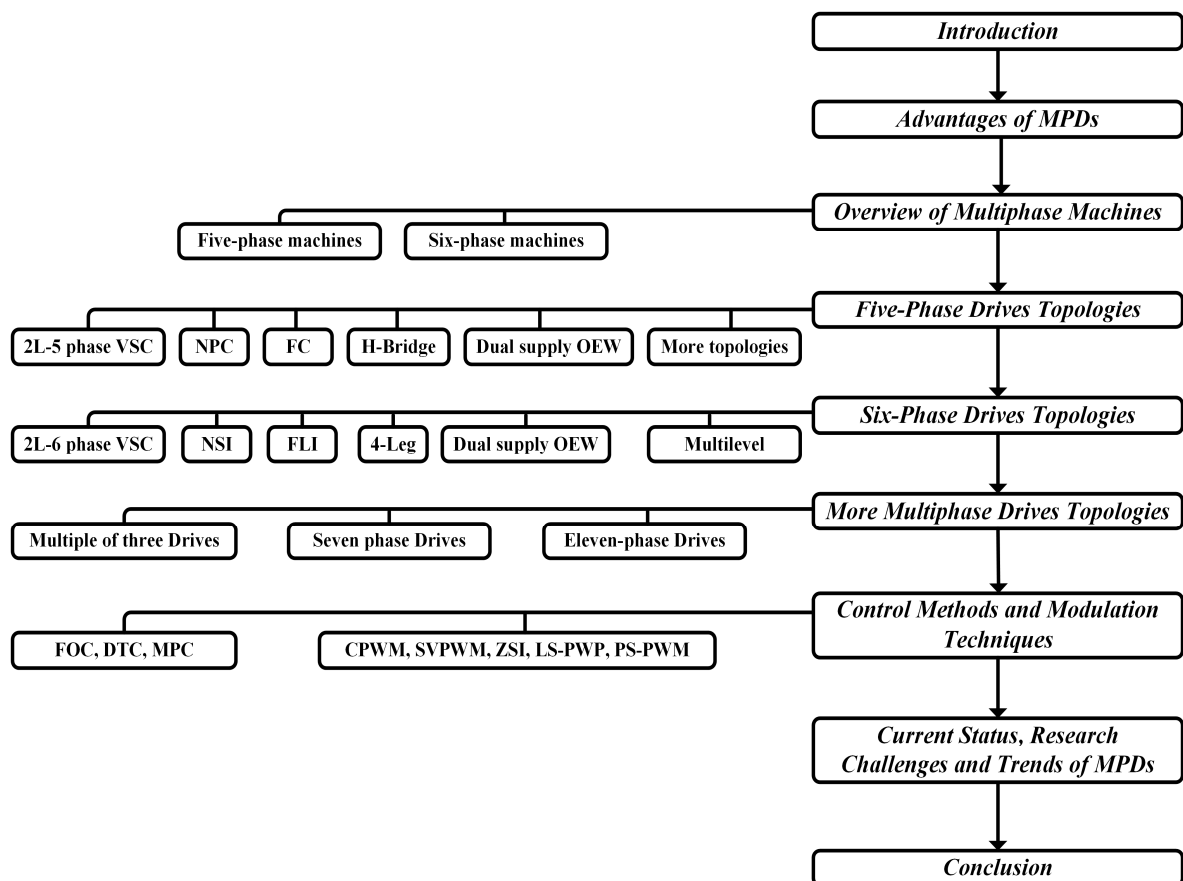 Introduction
Advantages of MPDs
Overview of Multiphase Machines
Five-phase machines
Six-phase machines
Five-Phase Drives Topologies
2L-5 phase VSC
NPC
FC
H-Bridge
Dual supply OEW
More topologies
Six-Phase Drives Topologies
2L-6 phase VSC
NSI
FLI
4-Leg
Dual supply OEW
Multilevel
More Multiphase Drives Topologies
Multiple of three Drives
Seven phase Drives
Eleven-phase Drives
Control Methods and Modulation
Techniques
FOC, DTC, MPC
CPWM, SVPWM, ZSI, LS-PWP, PS-PWM
Current Status, Research
Challenges and Trends of MPDs
Conclusion